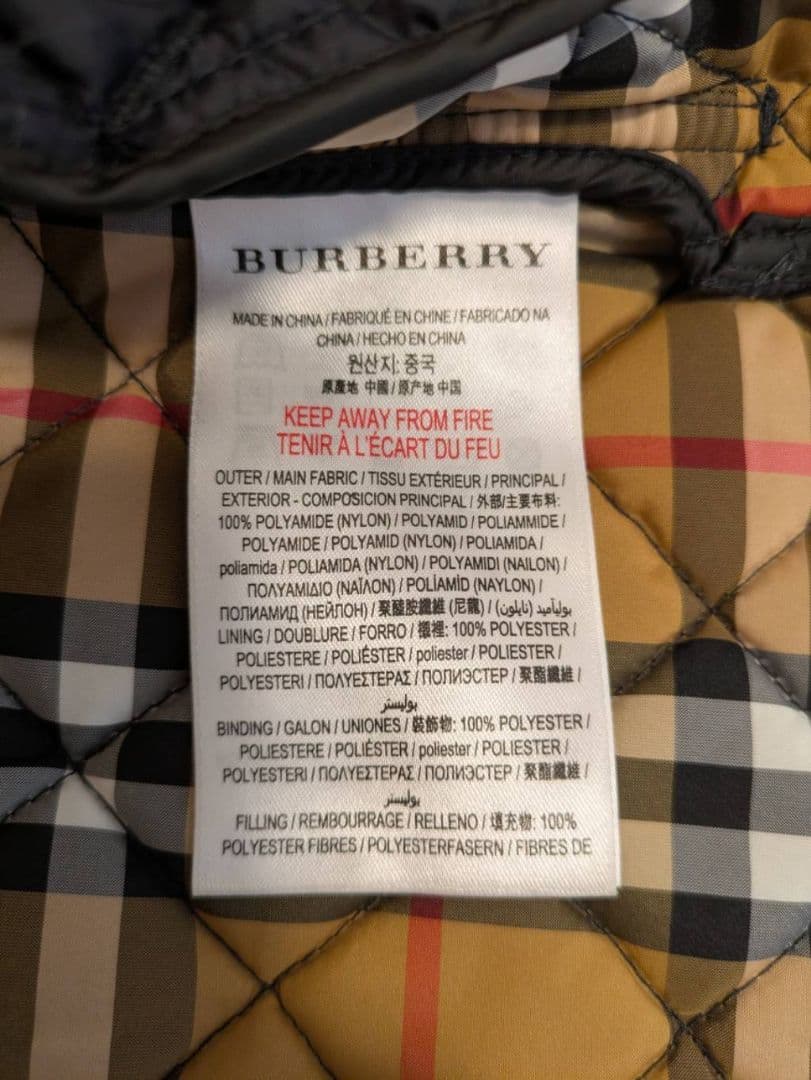 BURBERRY
MADE IN CHINA / FABRIQUÉ EN CHINE / FABRICADO NA
CHINA / HECHO EN CHINA
원산지: 중국
原產地 中國 / 原产地 中国
KEEP AWAY FROM FIRE
TENIR À L'ÉCART DU FEU
OUTER / MAIN FABRIC / TISSU EXTÉRIEUR / PRINCIPAL /
EXTERIOR - COMPOSICION PRINCIPAL / 外部/主要布料:
100% POLYAMIDE (NYLON) / POLYAMID / POLIAMMIDE /
POLYAMIDE / POLYAMID (NYLON) / POLIAMIDA /
poliamida / POLIAMIDA (NYLON) / POLYAMIDI (NAILON) /
ΠΟΛΥΑΜΙΔΙΟ (ΝΑΪΛΟΝ) / POLİAMİD (NAYLON) /
ПОЛИАМИД (НЕЙЛОН) / 聚醯胺纖維 (尼龍) / بوليآميد (نايلون) /
LINING / DOUBLURE / FORRO / 襯裡: 100% POLYESTER /
POLIESTERE / POLIÉSTER / poliester / POLIESTER /
POLYESTERI / ΠΟΛΥΕΣΤΕΡΑΣ / ПОЛИЭСТЕР / 聚酯纖維 /
بوليستر
BINDING / GALON / UNIONES / 裝飾物: 100% POLYESTER /
POLIESTERE / POLIÉSTER / poliester / POLIESTER /
POLYESTERI / ΠΟΛΥΕΣΤΕΡΑΣ / ПОЛИЭСТЕР / 聚酯纖維 /
بوليستر
FILLING / REMBOURRAGE / RELLENO / 填充物: 100%
POLYESTER FIBRES / POLYESTERFASERN / FIBRES DE